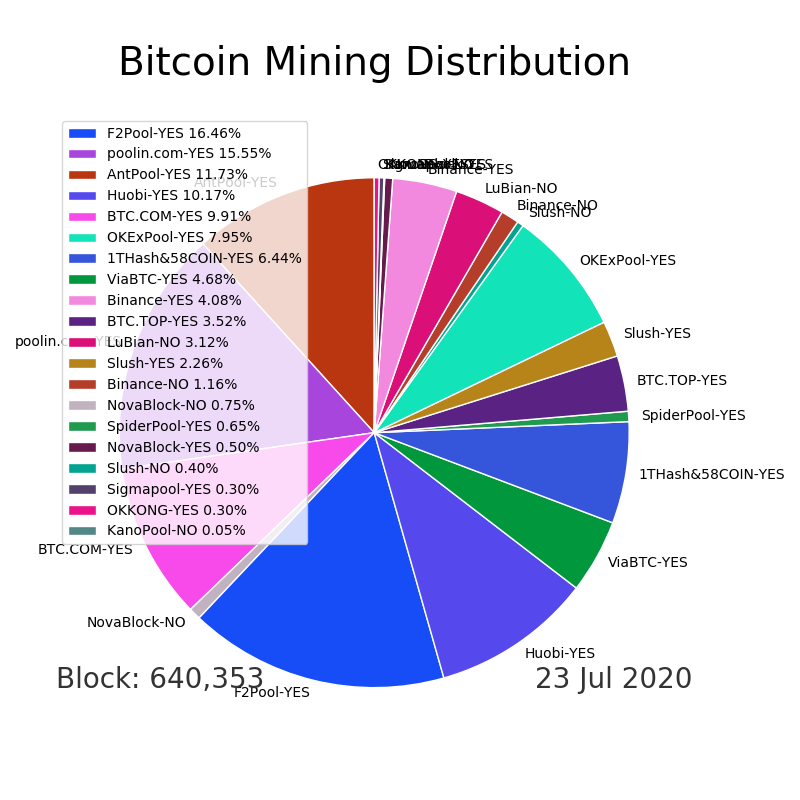 Bitcoin Mining Distribution
F2Pool-YES 16.46%
poolin.com-YES 15.55%
AntPool-YES 11.73%
Huobi-YES 10.17%
BTC.COM-YES 9.91%
OKExPool-YES 7.95%
1THash&58COIN-YES 6.44%
ViaBTC-YES 4.68%
Binance-YES 4.08%
BTC.TOP-YES 3.52%
LuBian-NO 3.12%
Slush-YES 2.26%
Binance-NO 1.16%
NovaBlock-NO 0.75%
SpiderPool-YES 0.65%
NovaBlock-YES 0.50%
Slush-NO 0.40%
Sigmapool-YES 0.30%
OKKONG-YES 0.30%
KanoPool-NO 0.05%
AntPool-YES
Binance-YES
LuBian-NO
Binance-NO
Slush-NO
OKExPool-YES
Slush-YES
BTC.TOP-YES
SpiderPool-YES
1THash&58COIN-YES
ViaBTC-YES
Huobi-YES
F2Pool-YES
NovaBlock-NO
BTC.COM-YES
poolin.com-YES
Block: 640,353
23 Jul 2020